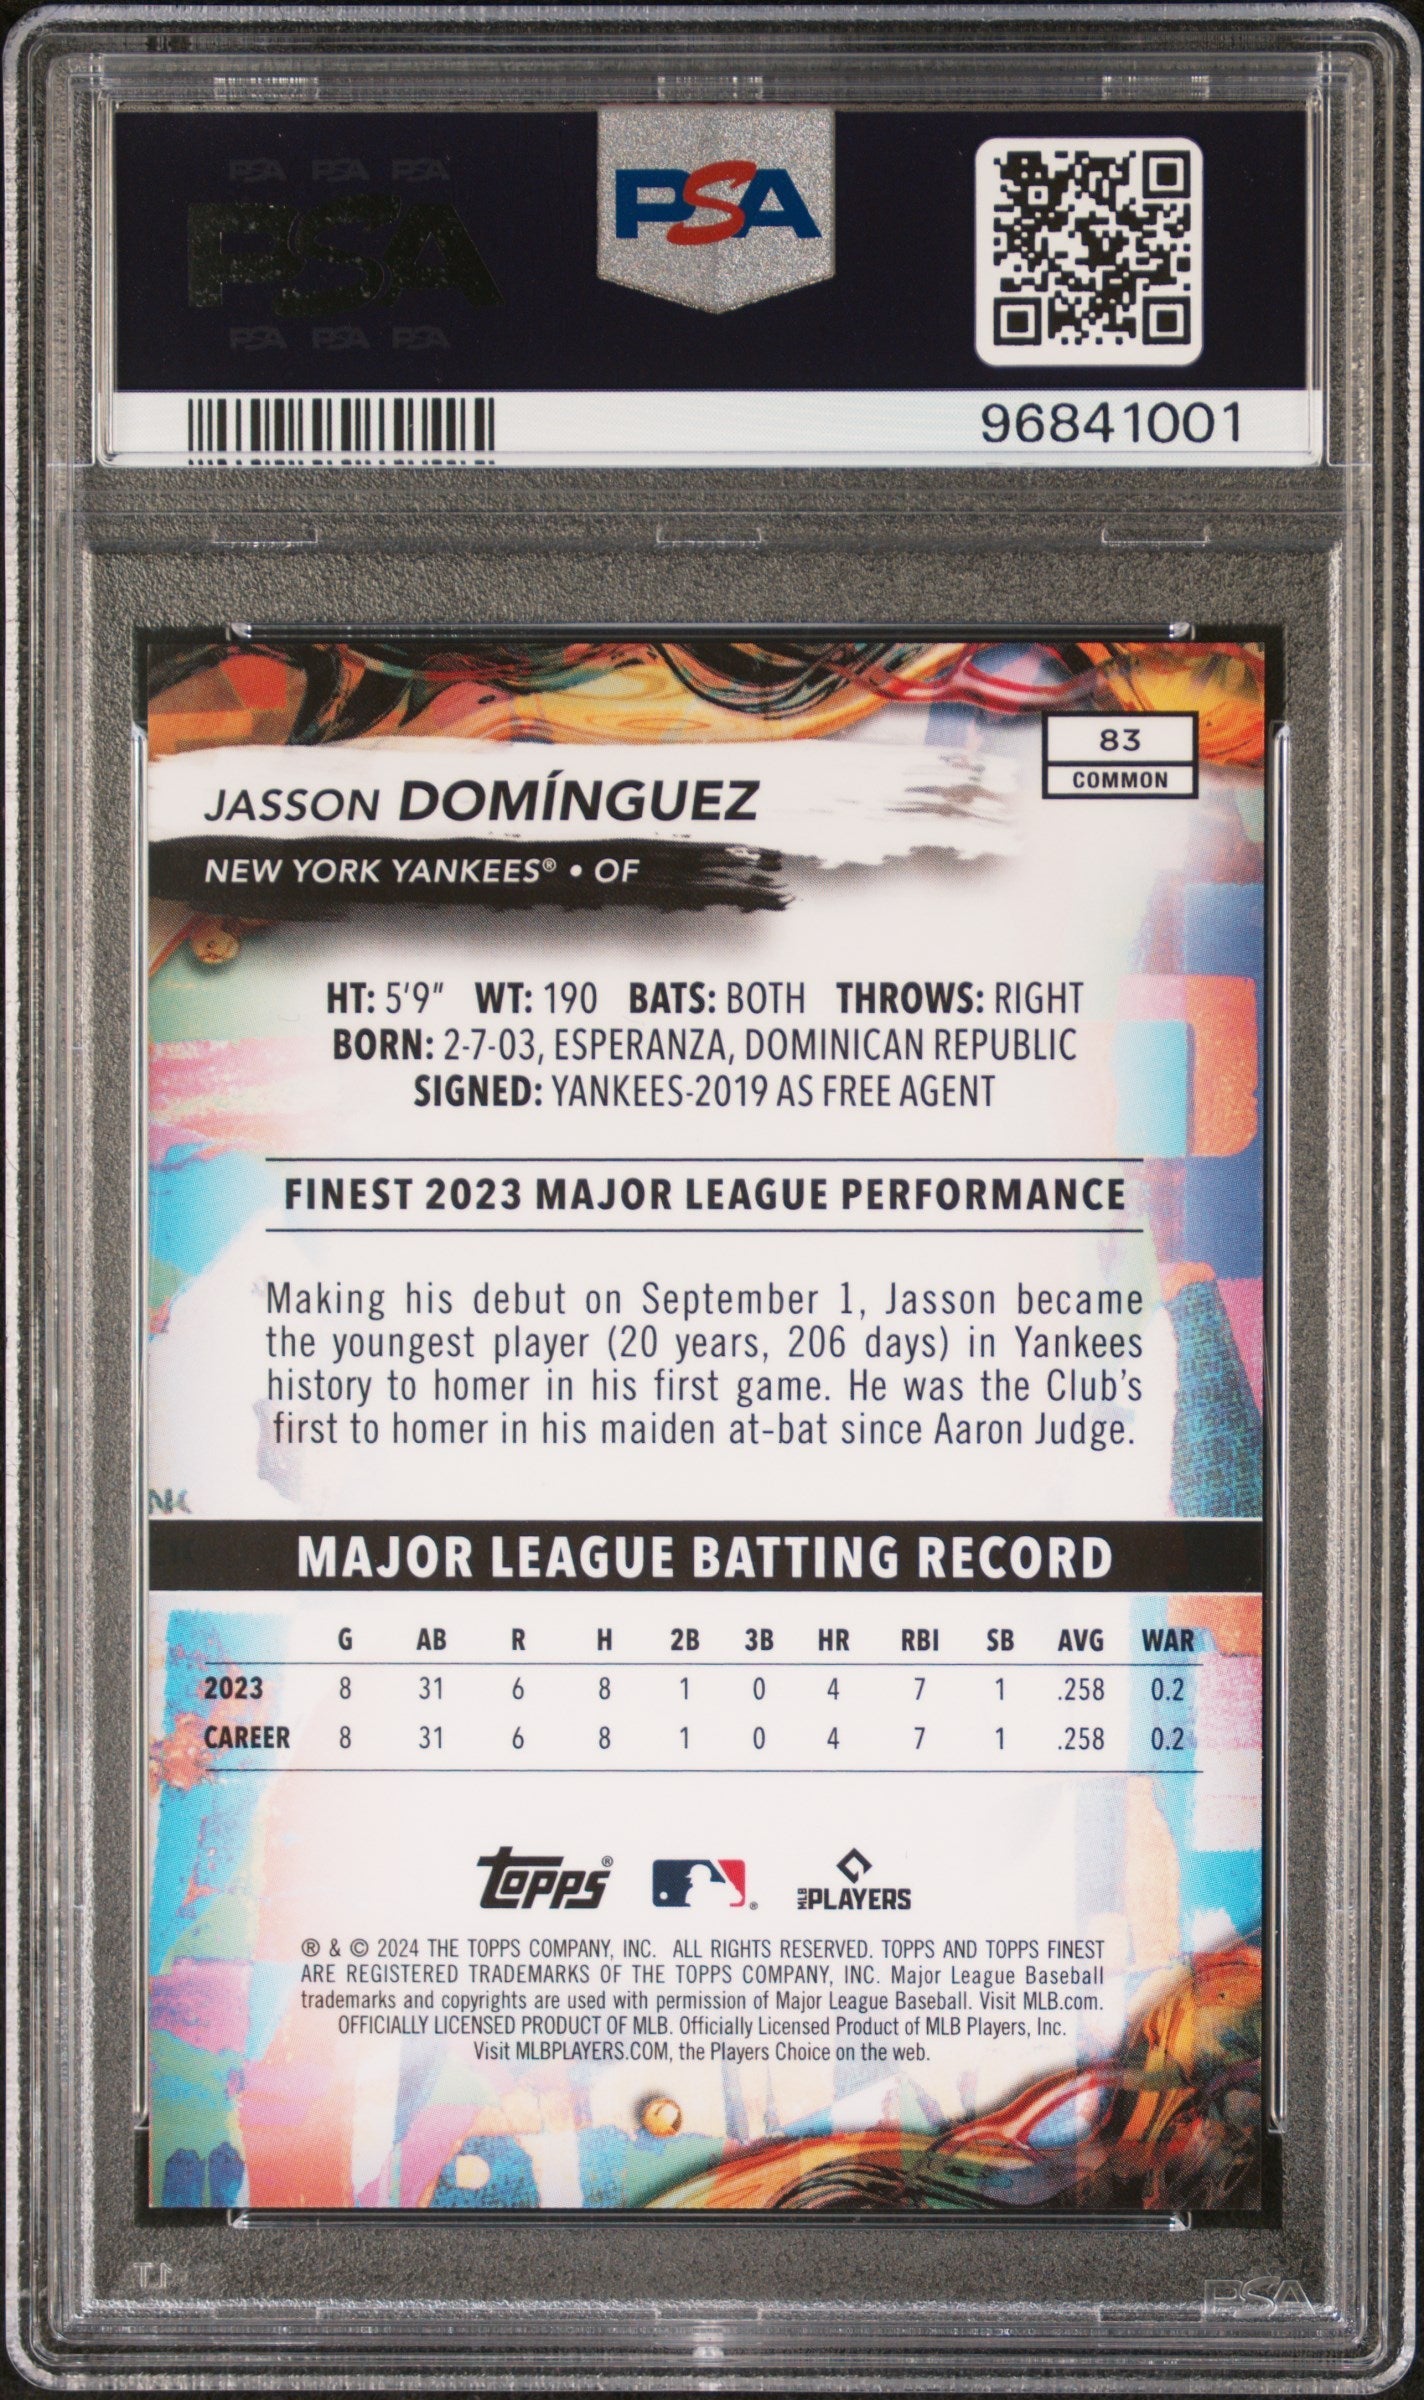 PSA PSA PSA
PSA
PSA PSA PSA
PSA
96841001
83
COMMON
JASSON DOMÍNGUEZ
NEW YORK YANKEES® • OF
HT: 5'9" WT: 190 BATS: BOTH THROWS: RIGHT
BORN: 2-7-03, ESPERANZA, DOMINICAN REPUBLIC
SIGNED: YANKEES-2019 AS FREE AGENT
FINEST 2023 MAJOR LEAGUE PERFORMANCE
Making his debut on September 1, Jasson became
the youngest player (20 years, 206 days) in Yankees
history to homer in his first game. He was the Club's
first to homer in his maiden at-bat since Aaron Judge.
MAJOR LEAGUE BATTING RECORD
G AB R H 2B 3B HR RBI SB AVG WAR
2023 8 31 6 8 1 0 4 7 1 .258 0.2
CAREER 8 31 6 8 1 0 4 7 1 .258 0.2
TOPPS® ® MLB PLAYERS
® & © 2024 THE TOPPS COMPANY, INC. ALL RIGHTS RESERVED. TOPPS AND TOPPS FINEST
ARE REGISTERED TRADEMARKS OF THE TOPPS COMPANY, INC. Major League Baseball
trademarks and copyrights are used with permission of Major League Baseball. Visit MLB.com.
OFFICIALLY LICENSED PRODUCT OF MLB. Officially Licensed Product of MLB Players, Inc.
Visit MLBPLAYERS.COM, the Players Choice on the web.
PSA